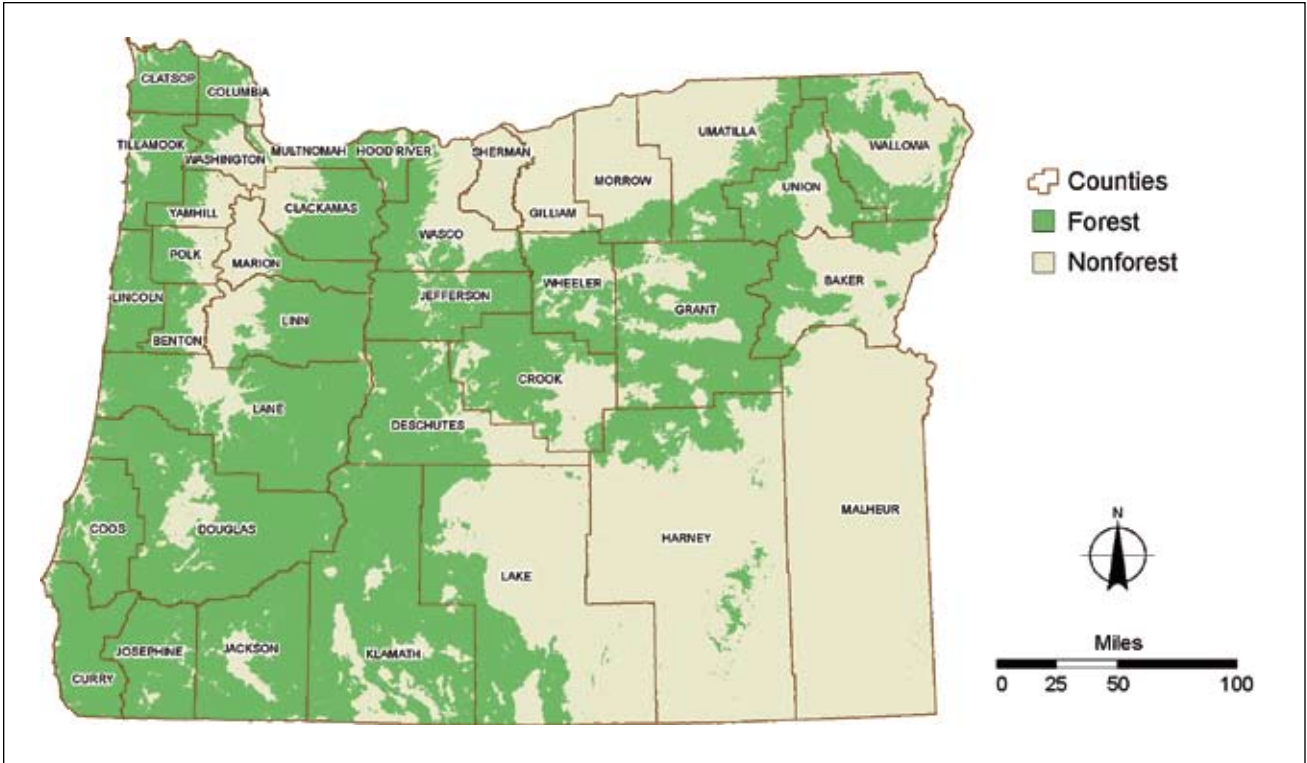 CLATSOP
COLUMBIA
TILLAMOOK
WASHINGTON
MULTNOMAH
HOOD RIVER
SHERMAN
UMATILLA
WALLOWA
MORROW
UNION
YAMHILL
CLACKAMAS
GILLIAM
WASCO
POLK
MARION
WHEELER
BAKER
LINCOLN
JEFFERSON
GRANT
LINN
BENTON
CROOK
LANE
DESCHUTES
COOS
DOUGLAS
HARNEY
MALHEUR
LAKE
JOSEPHINE
JACKSON
KLAMATH
CURRY
Counties
Forest
Nonforest
N
Miles
0 25 50 100